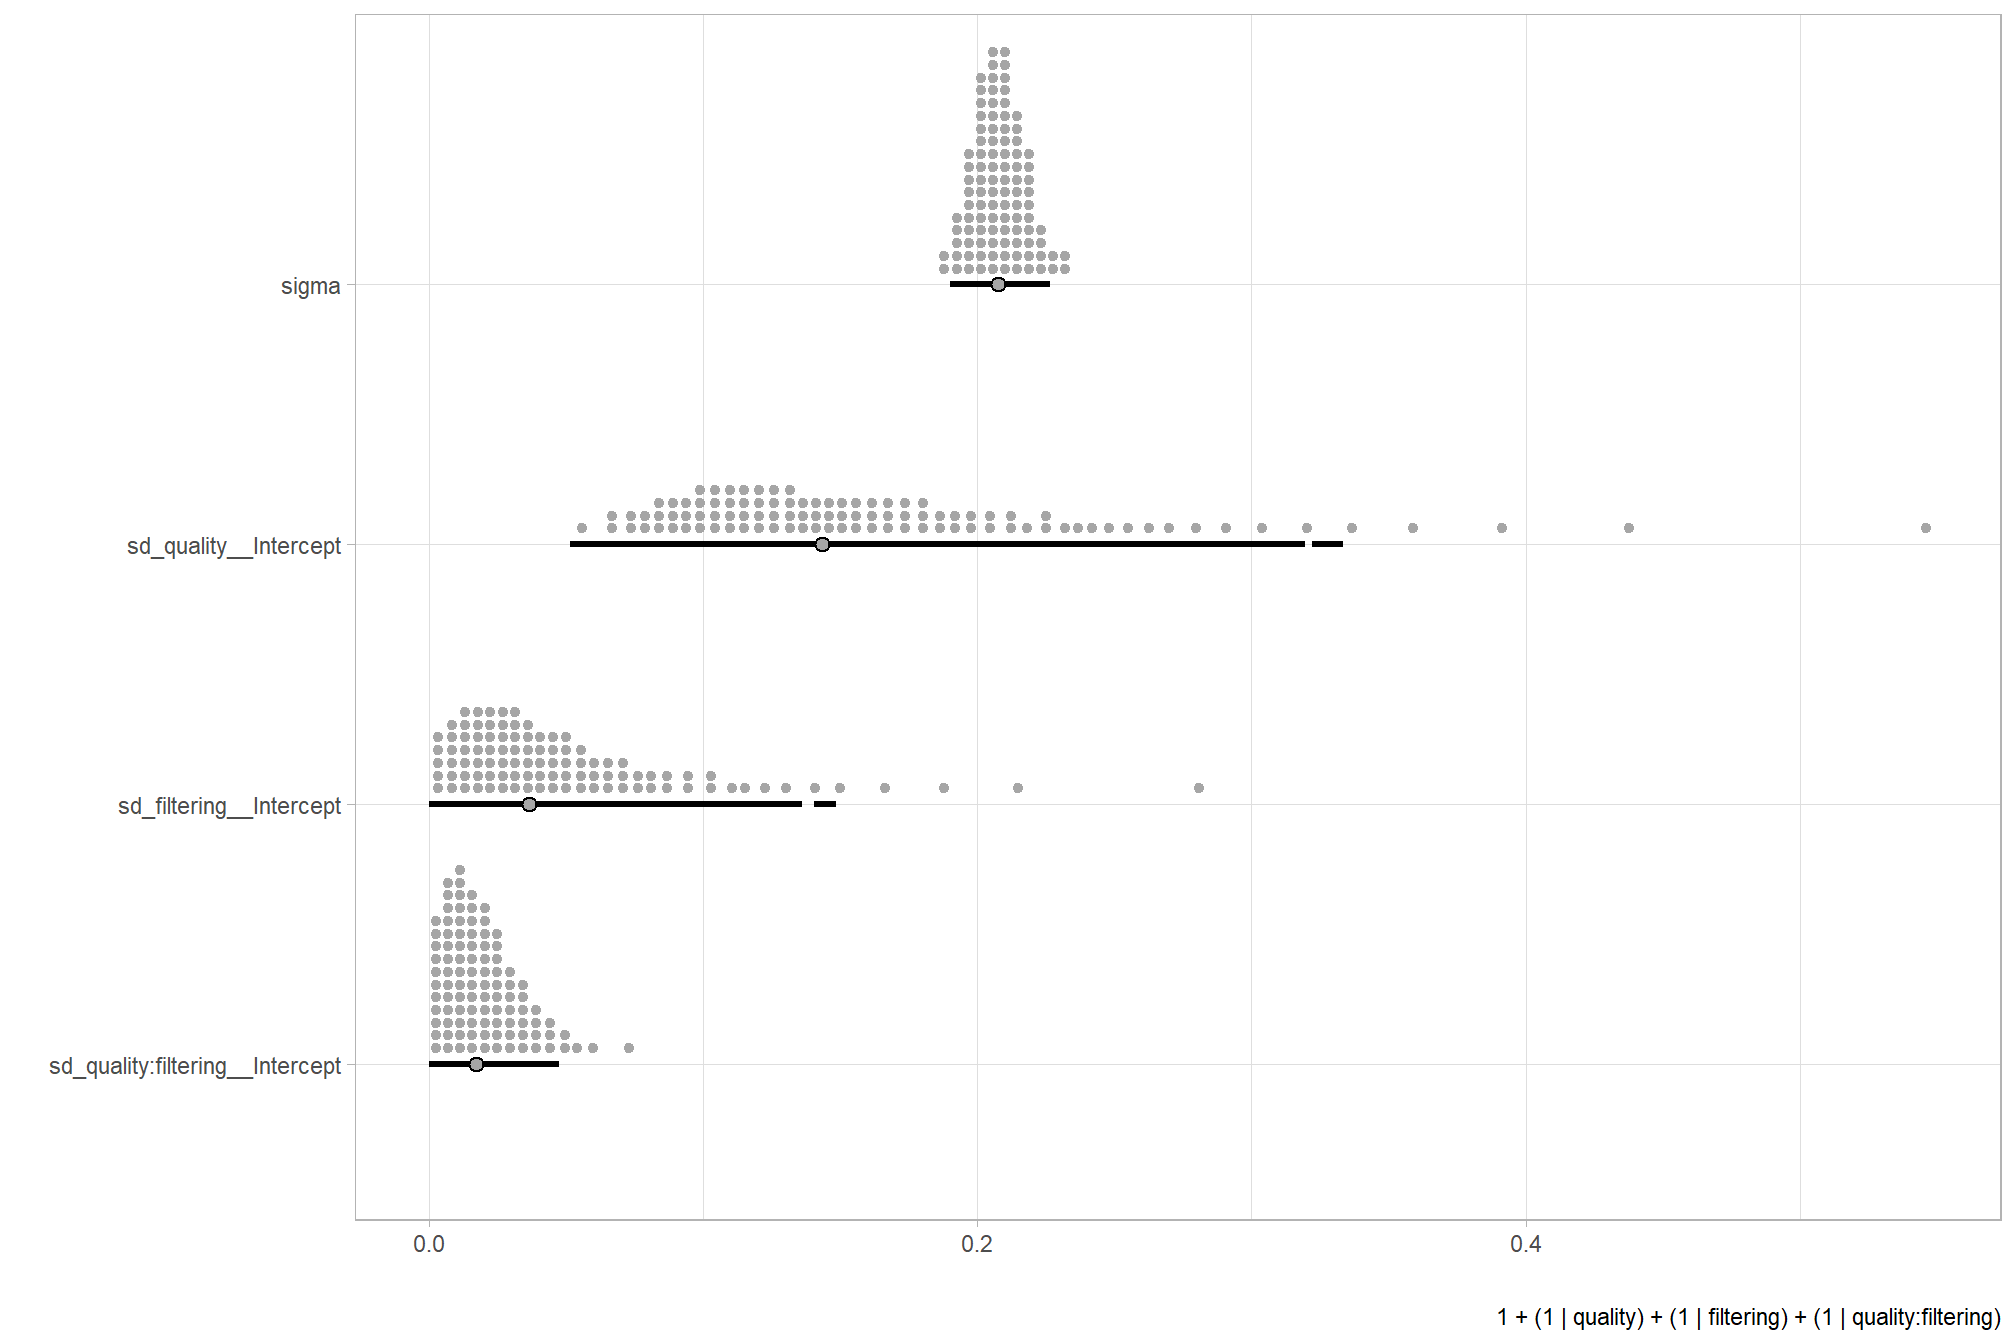 sigma
sd_quality__Intercept
sd_filtering__Intercept
sd_quality:filtering__Intercept
0.0 0.2 0.4
1 + (1 | quality) + (1 | filtering) + (1 | quality:filtering)